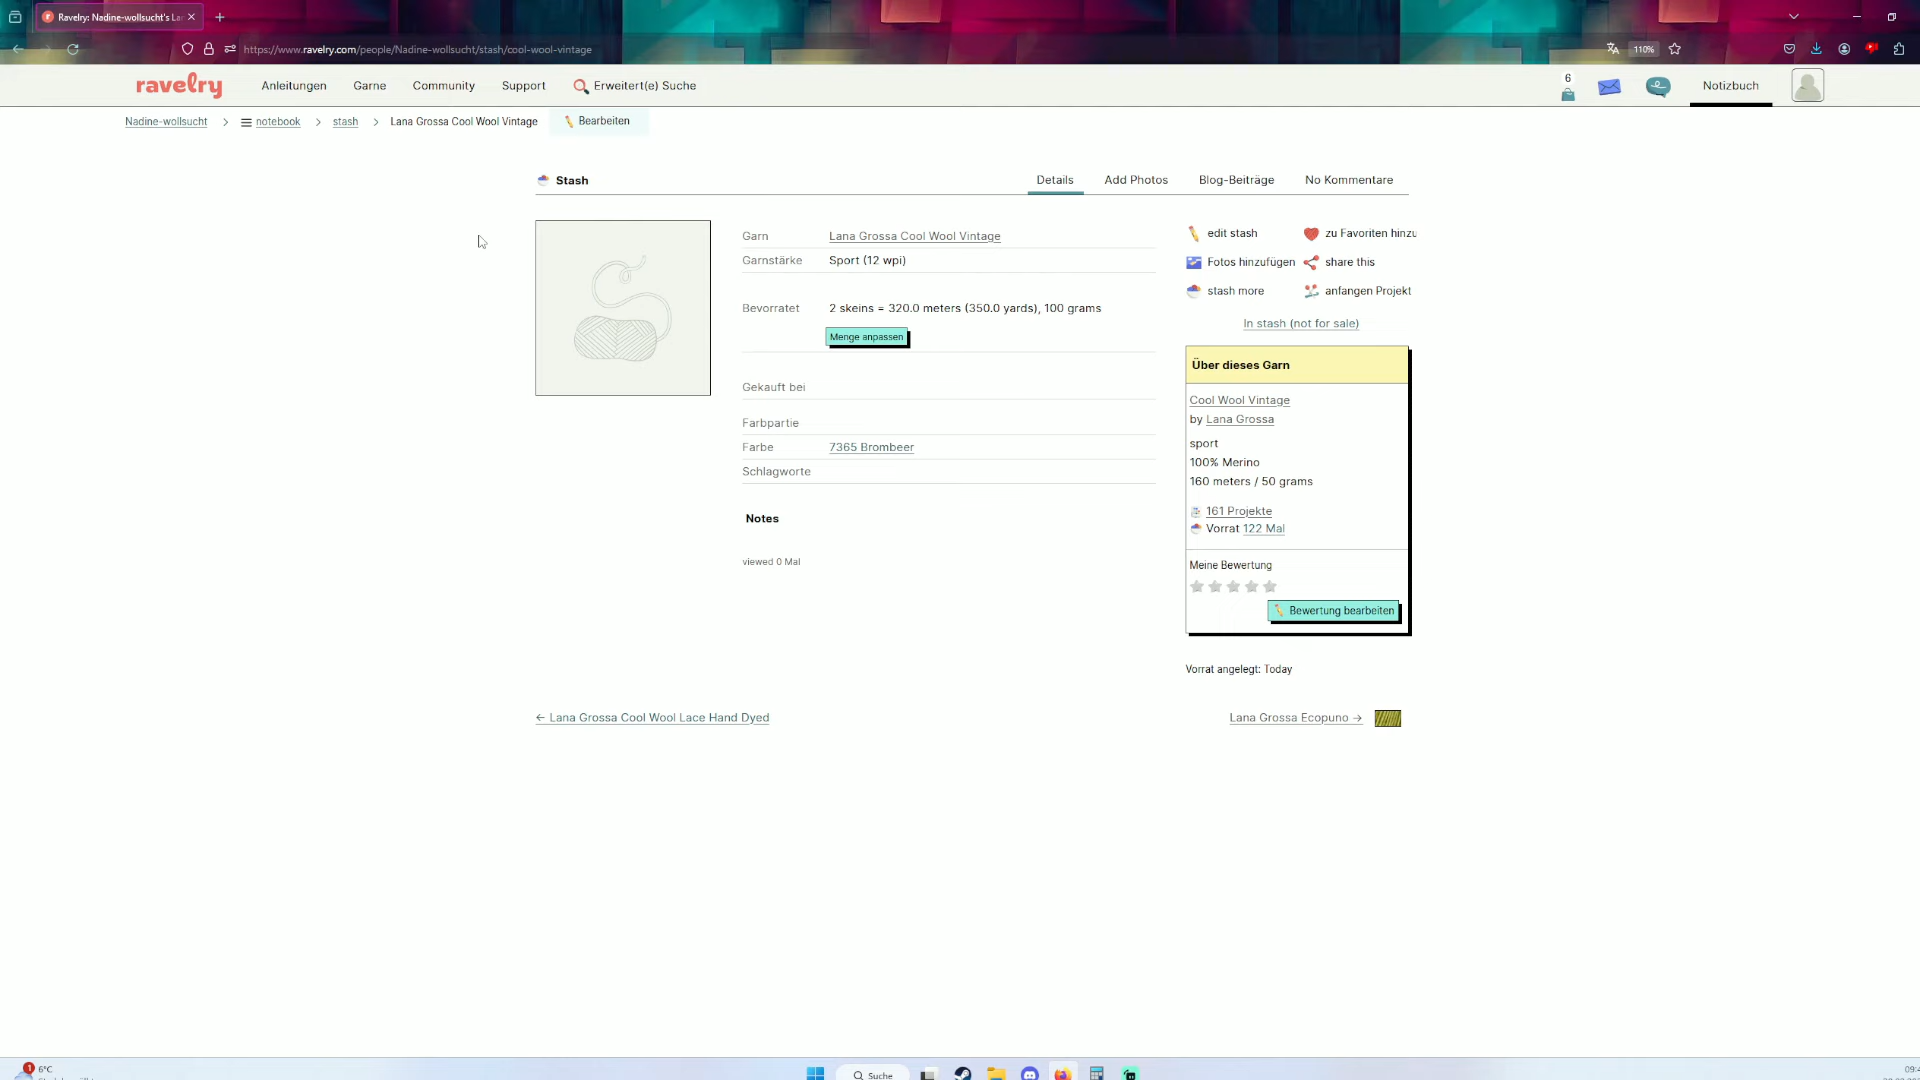 Ravelry: Nadine-wollsucht's La
https://www.ravelry.com/people/Nadine-wollsucht/stash/cool-wool-vintage
110%
ravelry
Anleitungen
Garne
Community
Support
Erweitert(e) Suche
6
Notizbuch
Nadine-wollsucht > notebook > stash > Lana Grossa Cool Wool Vintage
Bearbeiten
Stash
Details
Add Photos
Blog-Beiträge
No Kommentare
Garn Lana Grossa Cool Wool Vintage
Garnstärke Sport (12 wpi)
Bevorratet 2 skeins = 320.0 meters (350.0 yards), 100 grams
Menge anpassen
Gekauft bei
Farbpartie
Farbe 7365 Brombeer
Schlagworte
Notes
viewed 0 Mal
edit stash
zu Favoriten hinzu
Fotos hinzufügen
share this
stash more
anfangen Projekt
In stash (not for sale)
Über dieses Garn
Cool Wool Vintage
by Lana Grossa
sport
100% Merino
160 meters / 50 grams
161 Projekte
Vorrat 122 Mal
Meine Bewertung
Bewertung bearbeiten
Vorrat angelegt: Today
← Lana Grossa Cool Wool Lace Hand Dyed
Lana Grossa Ecopuno →
1
6°C
Suche
09:4